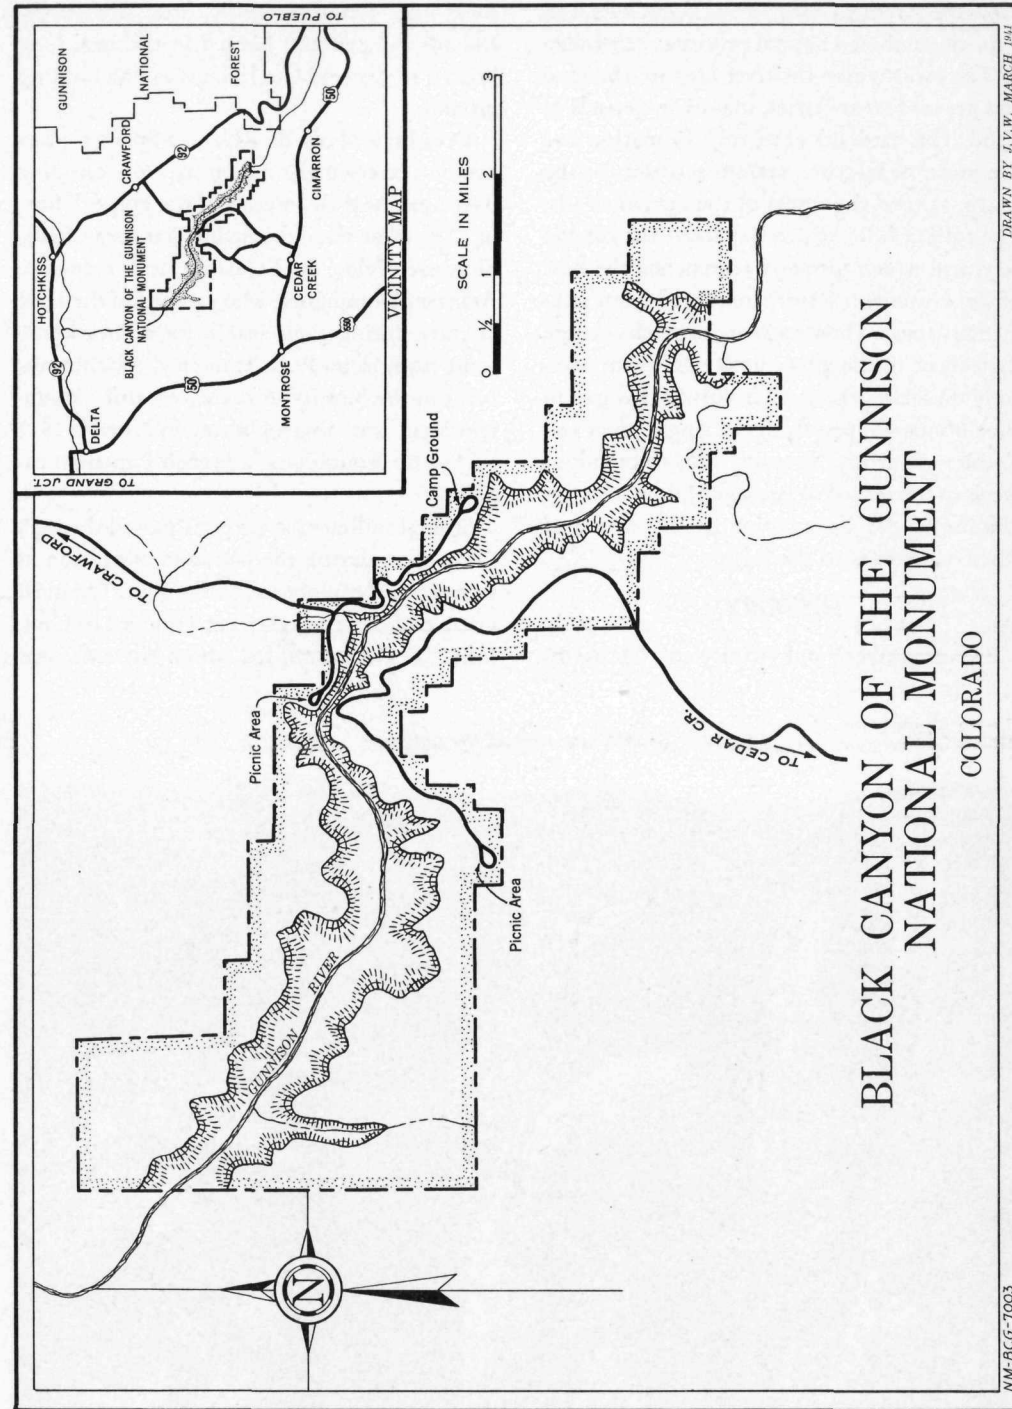 TO PUEBLO
GUNNISON
NATIONAL
FOREST
HOTCHKISS
CRAWFORD
92
92
BLACK CANYON OF THE GUNNISON
NATIONAL MONUMENT
DELTA
50
MONTROSE
CEDAR
CREEK
CIMARRON
50
550
TO GRAND JCT.
VICINITY MAP
SCALE IN MILES
0 ½ 1 2 3
TO CRAWFORD
Camp Ground
Picnic Area
Picnic Area
GUNNISON RIVER
TO CEDAR CR.
N
BLACK CANYON OF THE GUNNISON
NATIONAL MONUMENT
COLORADO
NM-BCG-7003
DRAWN BY J.V.W. MARCH 1941